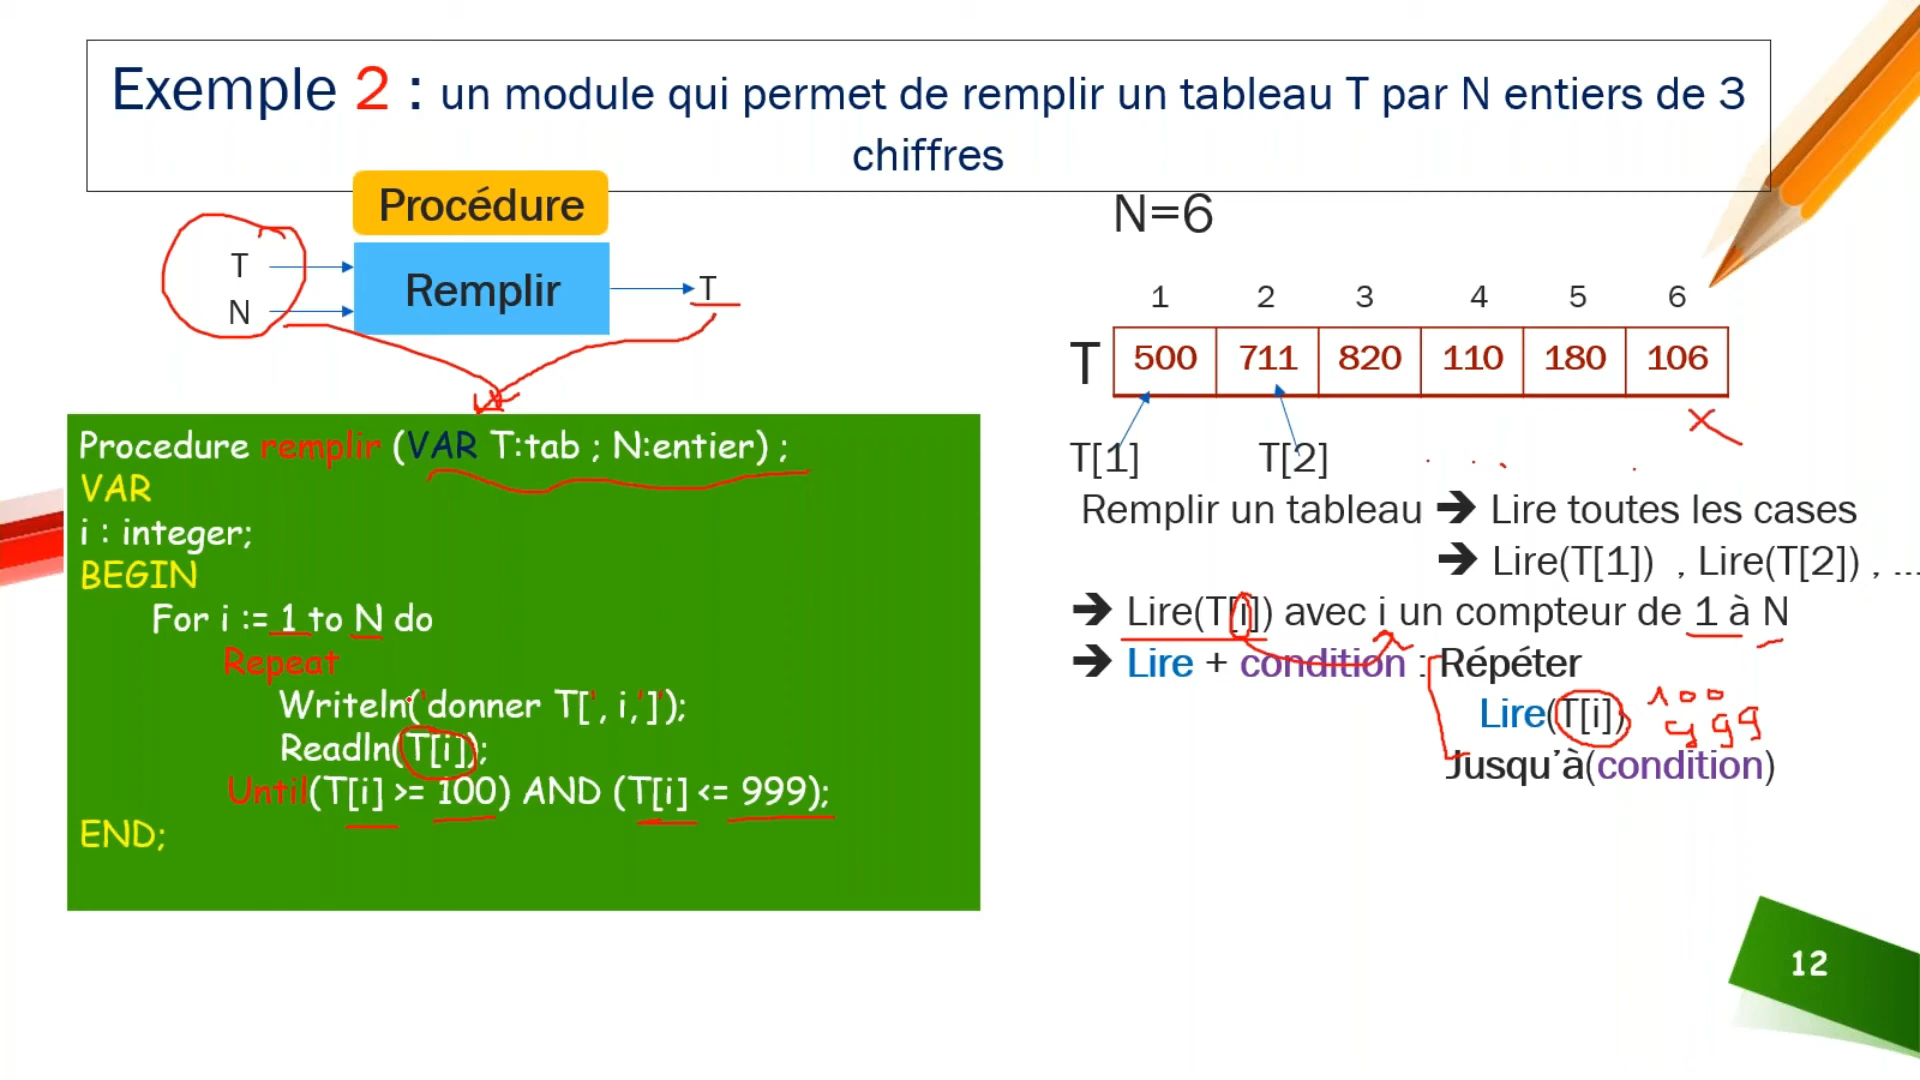 Exemple 2 : un module qui permet de remplir un tableau T par N entiers de 3
chiffres
Procédure
T
N
Remplir
T
Procedure remplir (VAR T:tab ; N:entier) ;
VAR
i : integer;
BEGIN
For i := 1 to N do
Repeat
Writeln('donner T[', i,']');
Readln(T[i]);
Until(T[i] >= 100) AND (T[i] <= 999);
END;
N=6
1 2 3 4 5 6
T 500 711 820 110 180 106
T[1] T[2]
Remplir un tableau ➔ Lire toutes les cases
➔ Lire(T[1]) , Lire(T[2]) , ...
➔ Lire(T[i]) avec i un compteur de 1 à N
➔ Lire + condition : Répéter
Lire(T[i]) 100
999
Jusqu'à(condition)
12